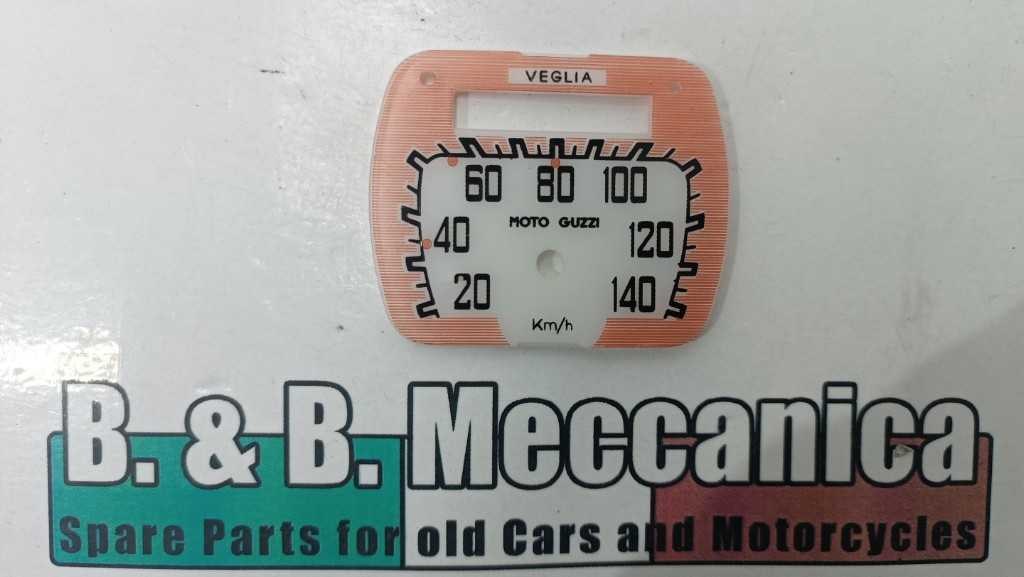 VEGLIA
60 80 100
MOTO GUZZI
40 120
20 140
Km/h
B. & B. Meccanica
Spare Parts for old Cars and Motorcycles